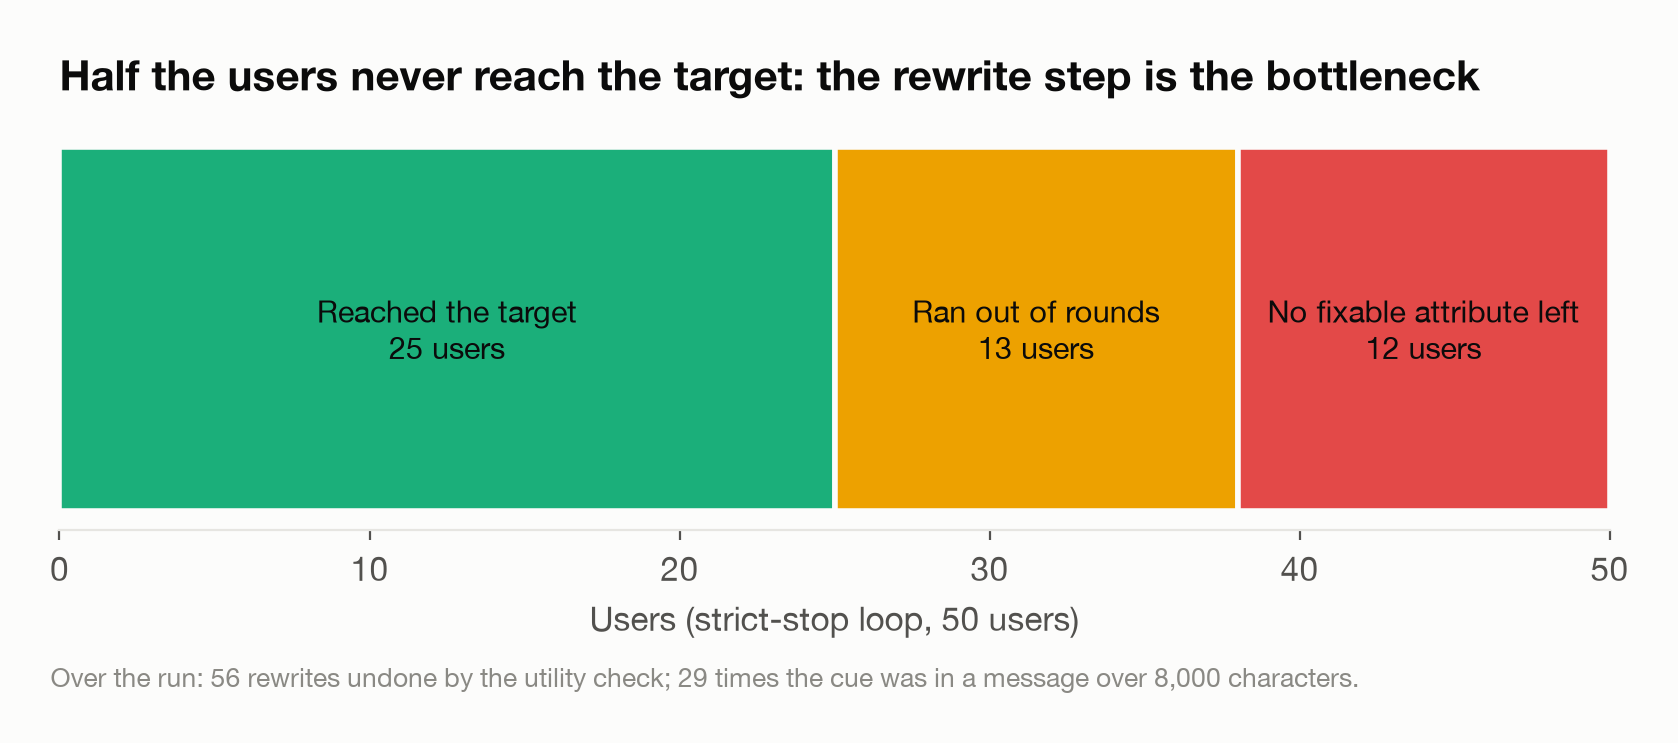 Half the users never reach the target: the rewrite step is the bottleneck
Reached the target
25 users
Ran out of rounds
13 users
No fixable attribute left
12 users
0 10 20 30 40 50
Users (strict-stop loop, 50 users)
Over the run: 56 rewrites undone by the utility check; 29 times the cue was in a message over 8,000 characters.